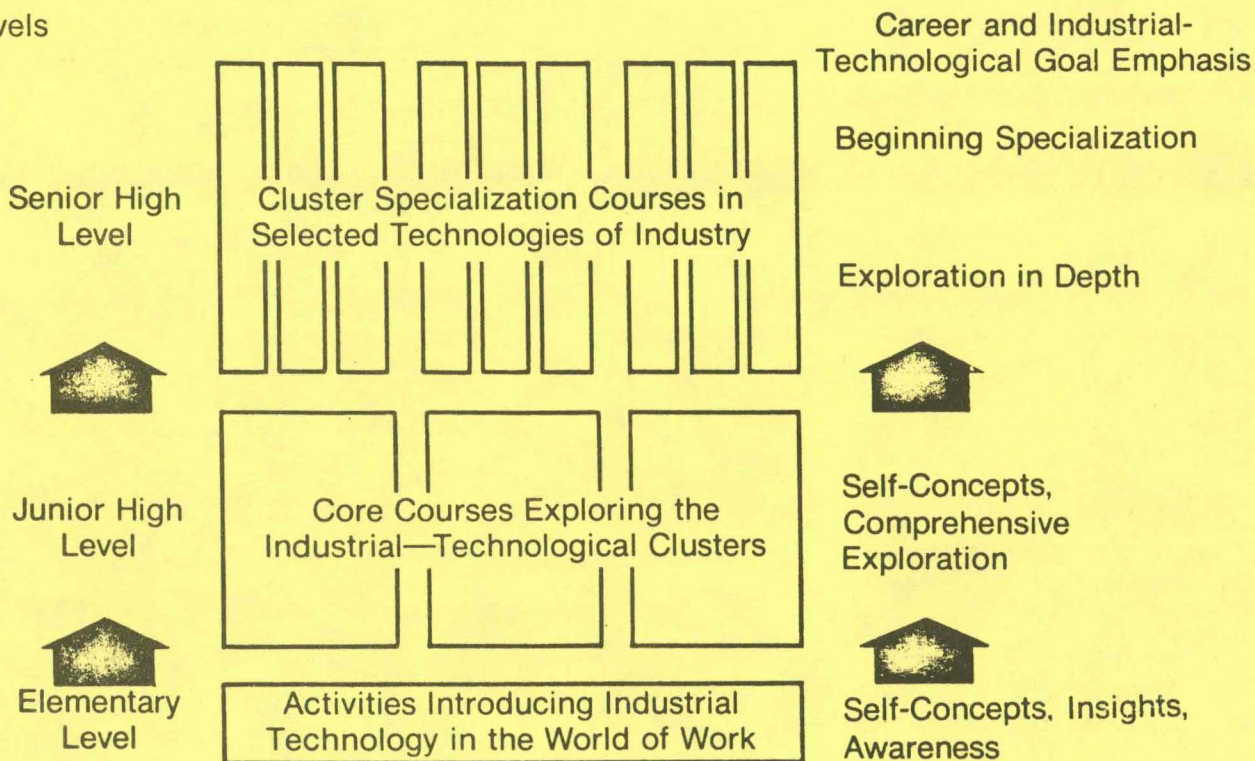 Career and Industrial-
Technological Goal Emphasis
Beginning Specialization
Senior High
Level
Cluster Specialization Courses in
Selected Technologies of Industry
Exploration in Depth
Junior High
Level
Core Courses Exploring the
Industrial—Technological Clusters
Self-Concepts,
Comprehensive
Exploration
Elementary
Level
Activities Introducing Industrial
Technology in the World of Work
Self-Concepts, Insights,
Awareness